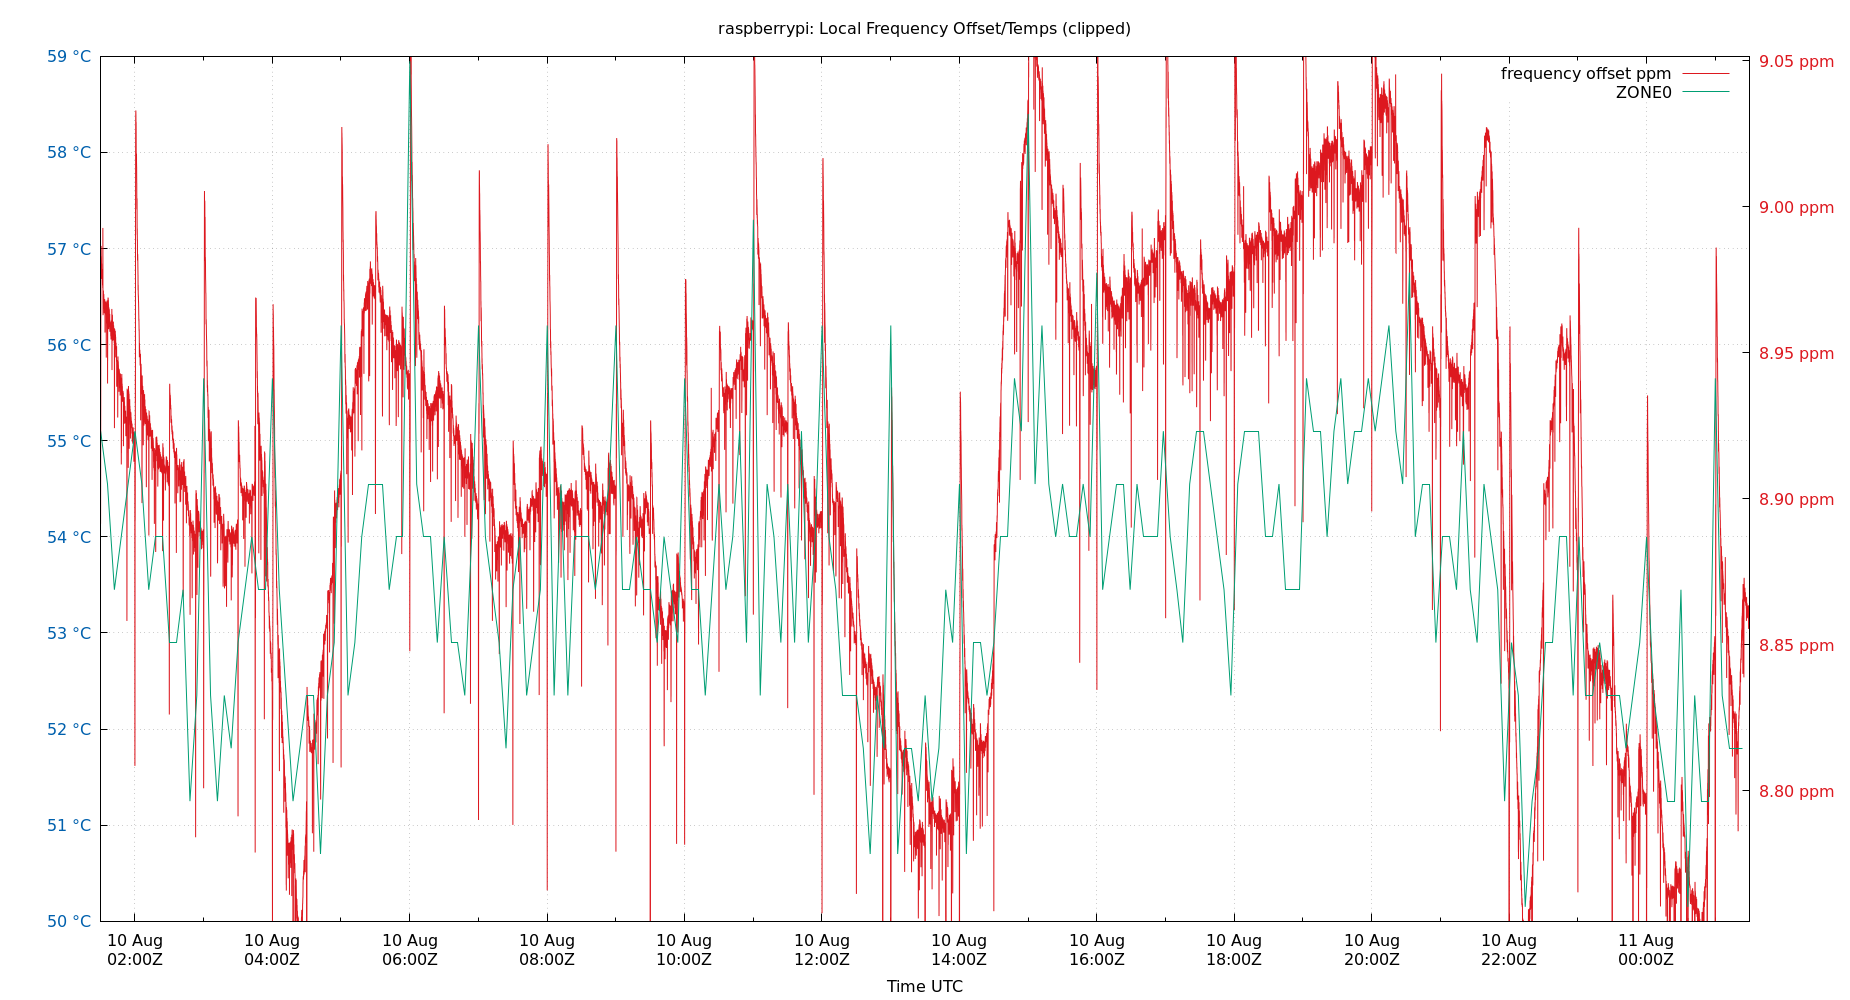 raspberrypi: Local Frequency Offset/Temps (clipped)
59 °C
58 °C
57 °C
56 °C
55 °C
54 °C
53 °C
52 °C
51 °C
50 °C
frequency offset ppm
ZONE0
9.05 ppm
9.00 ppm
8.95 ppm
8.90 ppm
8.85 ppm
8.80 ppm
10 Aug 10 Aug 10 Aug 10 Aug 10 Aug 10 Aug 10 Aug 10 Aug 10 Aug 10 Aug 10 Aug 11 Aug
02:00Z 04:00Z 06:00Z 08:00Z 10:00Z 12:00Z 14:00Z 16:00Z 18:00Z 20:00Z 22:00Z 00:00Z
Time UTC